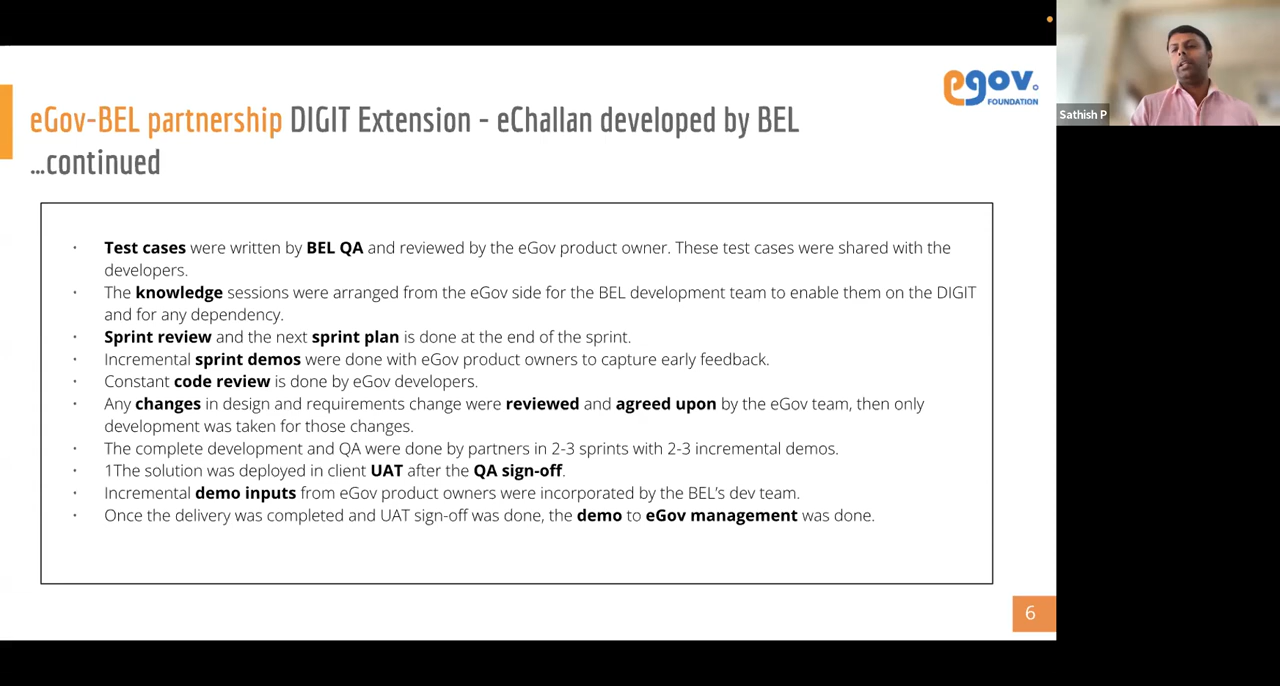 egov.
FOUNDATION
Sathish P
eGov-BEL partnership DIGIT Extension - eChallan developed by BEL
...continued
Test cases were written by BEL QA and reviewed by the eGov product owner. These test cases were shared with the
developers.
The knowledge sessions were arranged from the eGov side for the BEL development team to enable them on the DIGIT
and for any dependency.
Sprint review and the next sprint plan is done at the end of the sprint.
Incremental sprint demos were done with eGov product owners to capture early feedback.
Constant code review is done by eGov developers.
Any changes in design and requirements change were reviewed and agreed upon by the eGov team, then only
development was taken for those changes.
The complete development and QA were done by partners in 2-3 sprints with 2-3 incremental demos.
1The solution was deployed in client UAT after the QA sign-off.
Incremental demo inputs from eGov product owners were incorporated by the BEL's dev team.
Once the delivery was completed and UAT sign-off was done, the demo to eGov management was done.
6